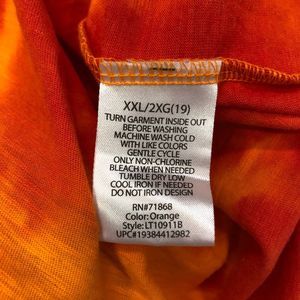 XXL/2XG(19)
TURN GARMENT INSIDE OUT
BEFORE WASHING
MACHINE WASH COLD
WITH LIKE COLORS
GENTLE CYCLE
ONLY NON-CHLORINE
BLEACH WHEN NEEDED
TUMBLE DRY LOW
COOL IRON IF NEEDED
DO NOT IRON DESIGN
RN#71868
Color: Orange
Style: LT10911B
UPC#19384412982